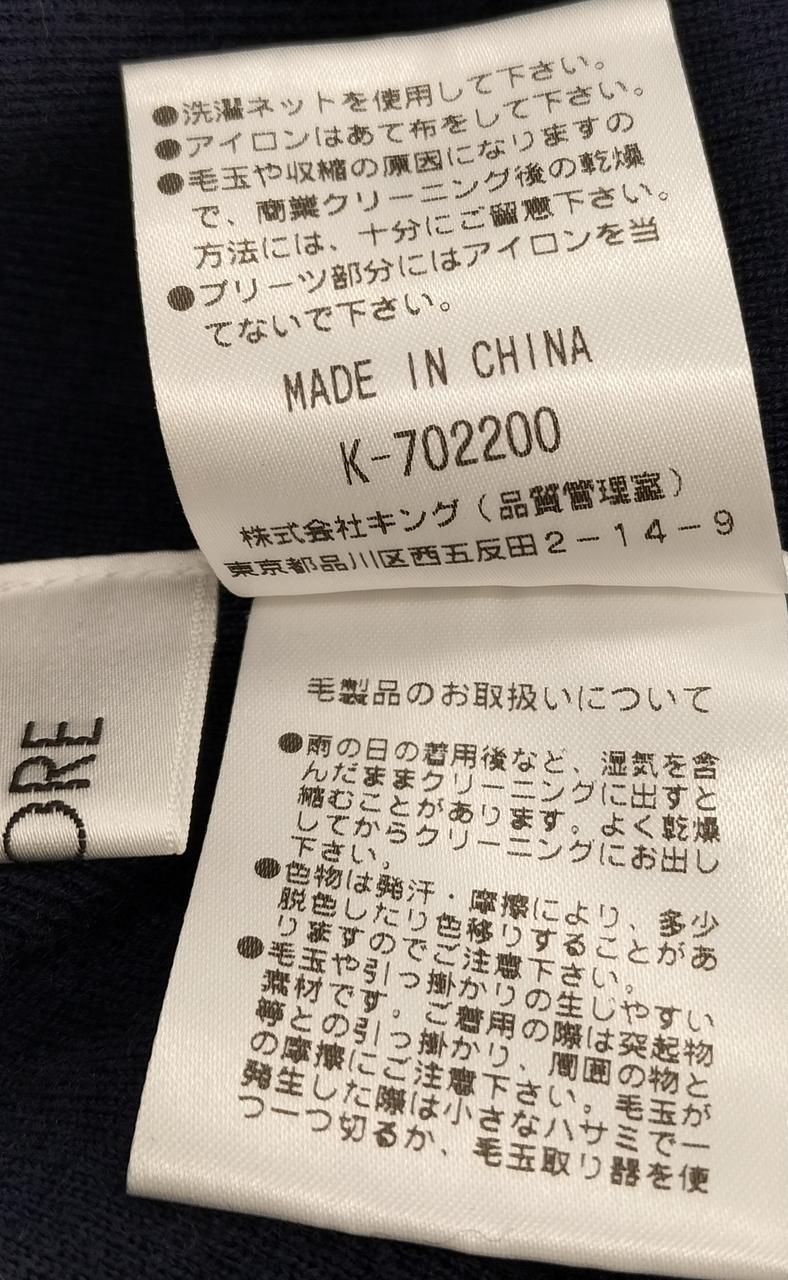 ●洗濯ネットを使用して下さい。
●アイロンはあて布をして下さい。
●毛玉や収縮の原因になりますの
で、商業クリーニング後の乾燥
方法には、十分にご留意下さい。
●プリーツ部分にはアイロンを当
てないで下さい。
MADE IN CHINA
K-702200
株式会社キング(品質管理室)
東京都品川区西五反田2-14-9
ORE
毛製品のお取扱いについて
●雨の日の着用後など、湿気を含
んだままクリーニングに出すと
縮むことがあります。よく乾燥
してからクリーニングにお出し
下さい。
●色物は発汗・摩擦により、多少
脱色したり色移りすることがあ
りますのでご注意下さい。
●毛玉や引っ掛かりの生じやすい
素材です。ご着用の際は突起物
等との引っ掛かり、周囲の物と
の摩擦にご注意下さい。毛玉が
発生した際は小さなハサミで一
つ一つ切るか、毛玉取り器を使